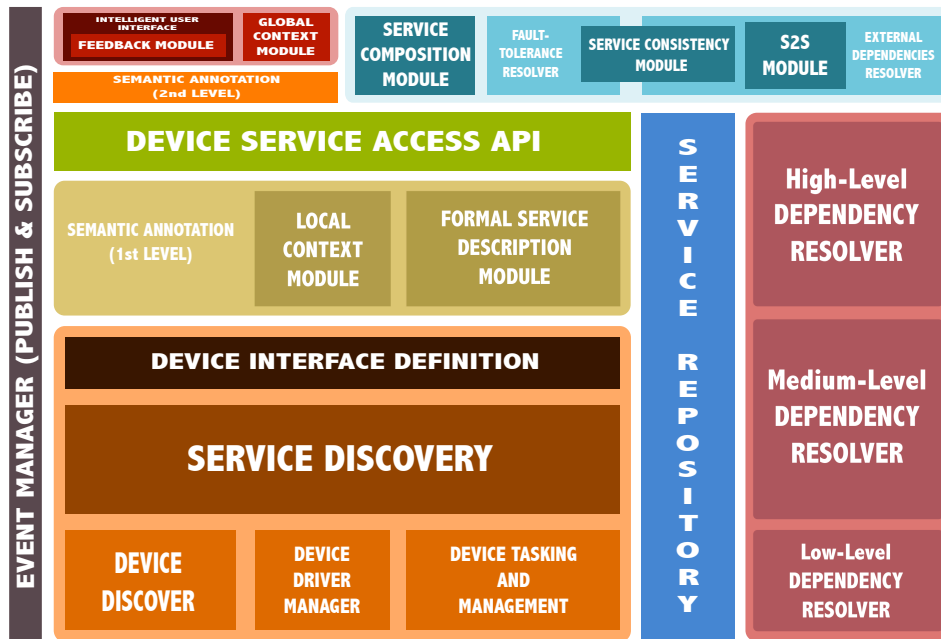 EVENT MANAGER (PUBLISH & SUBSCRIBE)
INTELLIGENT USER
INTERFACE
FEEDBACK MODULE
GLOBAL
CONTEXT
MODULE
SEMANTIC ANNOTATION
(2nd LEVEL)
SERVICE
COMPOSITION
MODULE
FAULT-
TOLERANCE
RESOLVER
SERVICE CONSISTENCY
MODULE
S2S
MODULE
EXTERNAL
DEPENDENCIES
RESOLVER
DEVICE SERVICE ACCESS API
SEMANTIC ANNOTATION
(1st LEVEL)
LOCAL
CONTEXT
MODULE
FORMAL SERVICE
DESCRIPTION
MODULE
DEVICE INTERFACE DEFINITION
SERVICE DISCOVERY
DEVICE
DISCOVER
DEVICE
DRIVER
MANAGER
DEVICE TASKING
AND
MANAGEMENT
SERVICE REPOSITORY
High-Level
DEPENDENCY
RESOLVER
Medium-Level
DEPENDENCY
RESOLVER
Low-Level
DEPENDENCY
RESOLVER